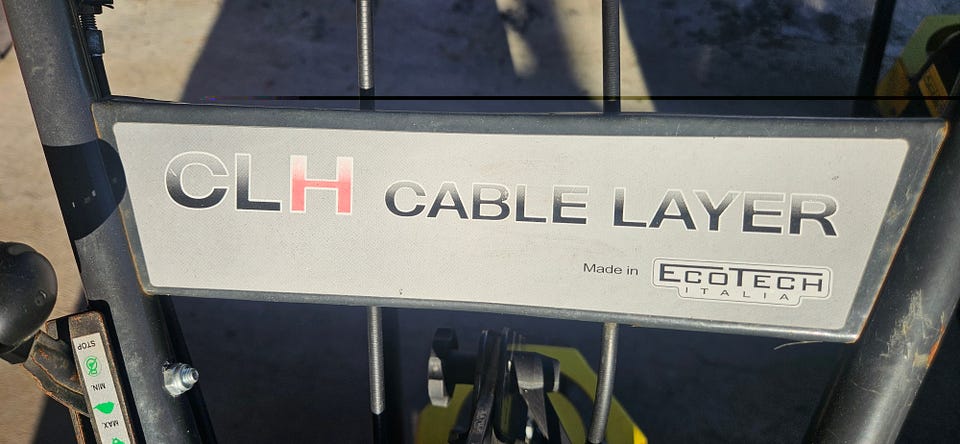 CLH CABLE LAYER
Made in ECOTECH
ITALIA
STOP
MIN.
MAX.